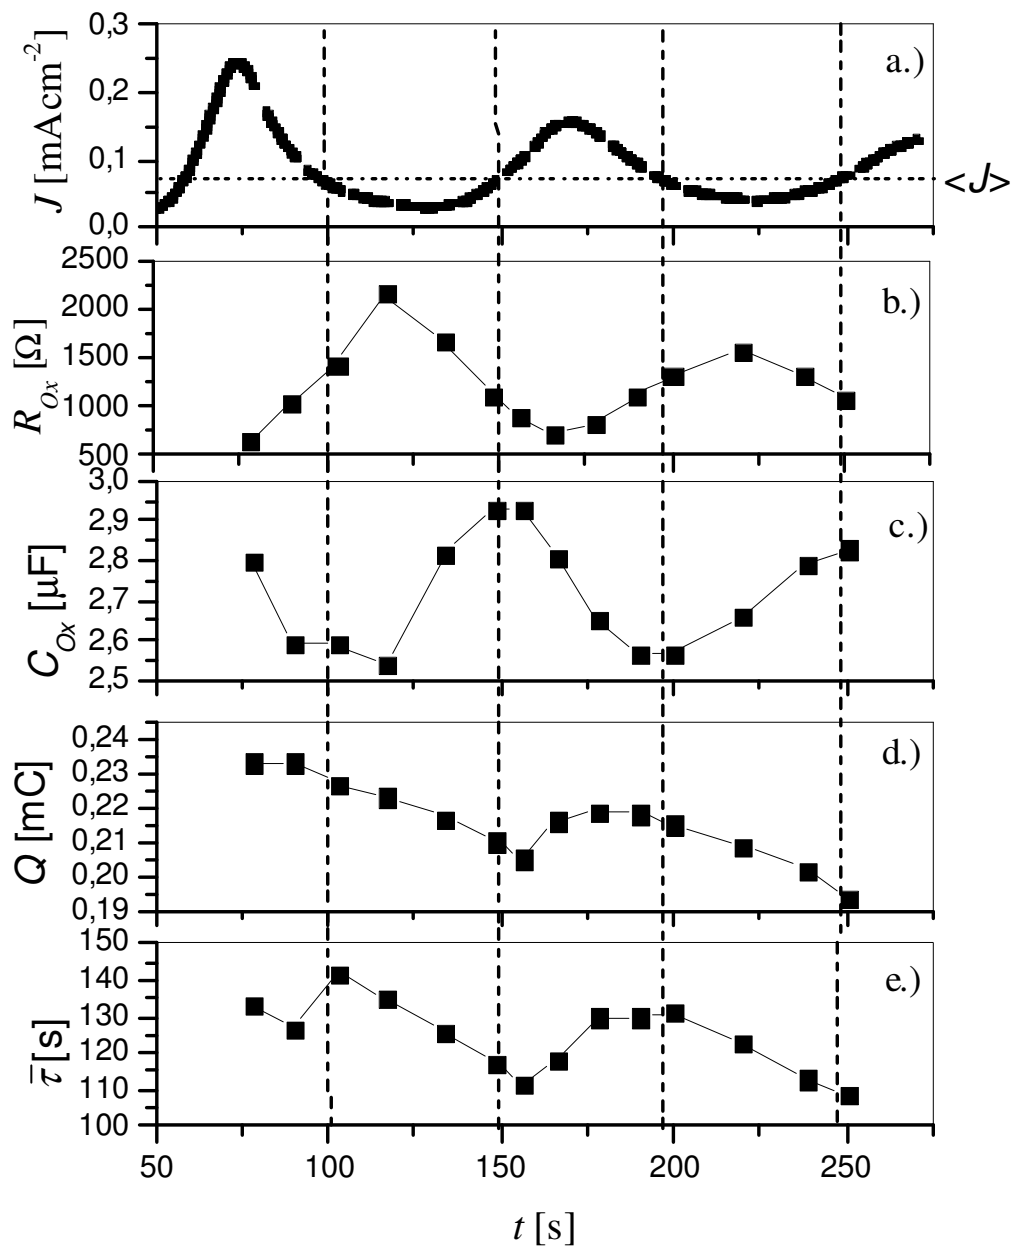 0,3
0,2
0,1
0,0
J [mAcm⁻²]
a.)
<J>
2500
2000
1500
1000
500
R_Ox [Ω]
b.)
3,0
2,9
2,8
2,7
2,6
2,5
C_Ox [μF]
c.)
0,24
0,23
0,22
0,21
0,20
0,19
Q [mC]
d.)
150
140
130
120
110
100
τ̄ [s]
e.)
50 100 150 200 250
t [s]